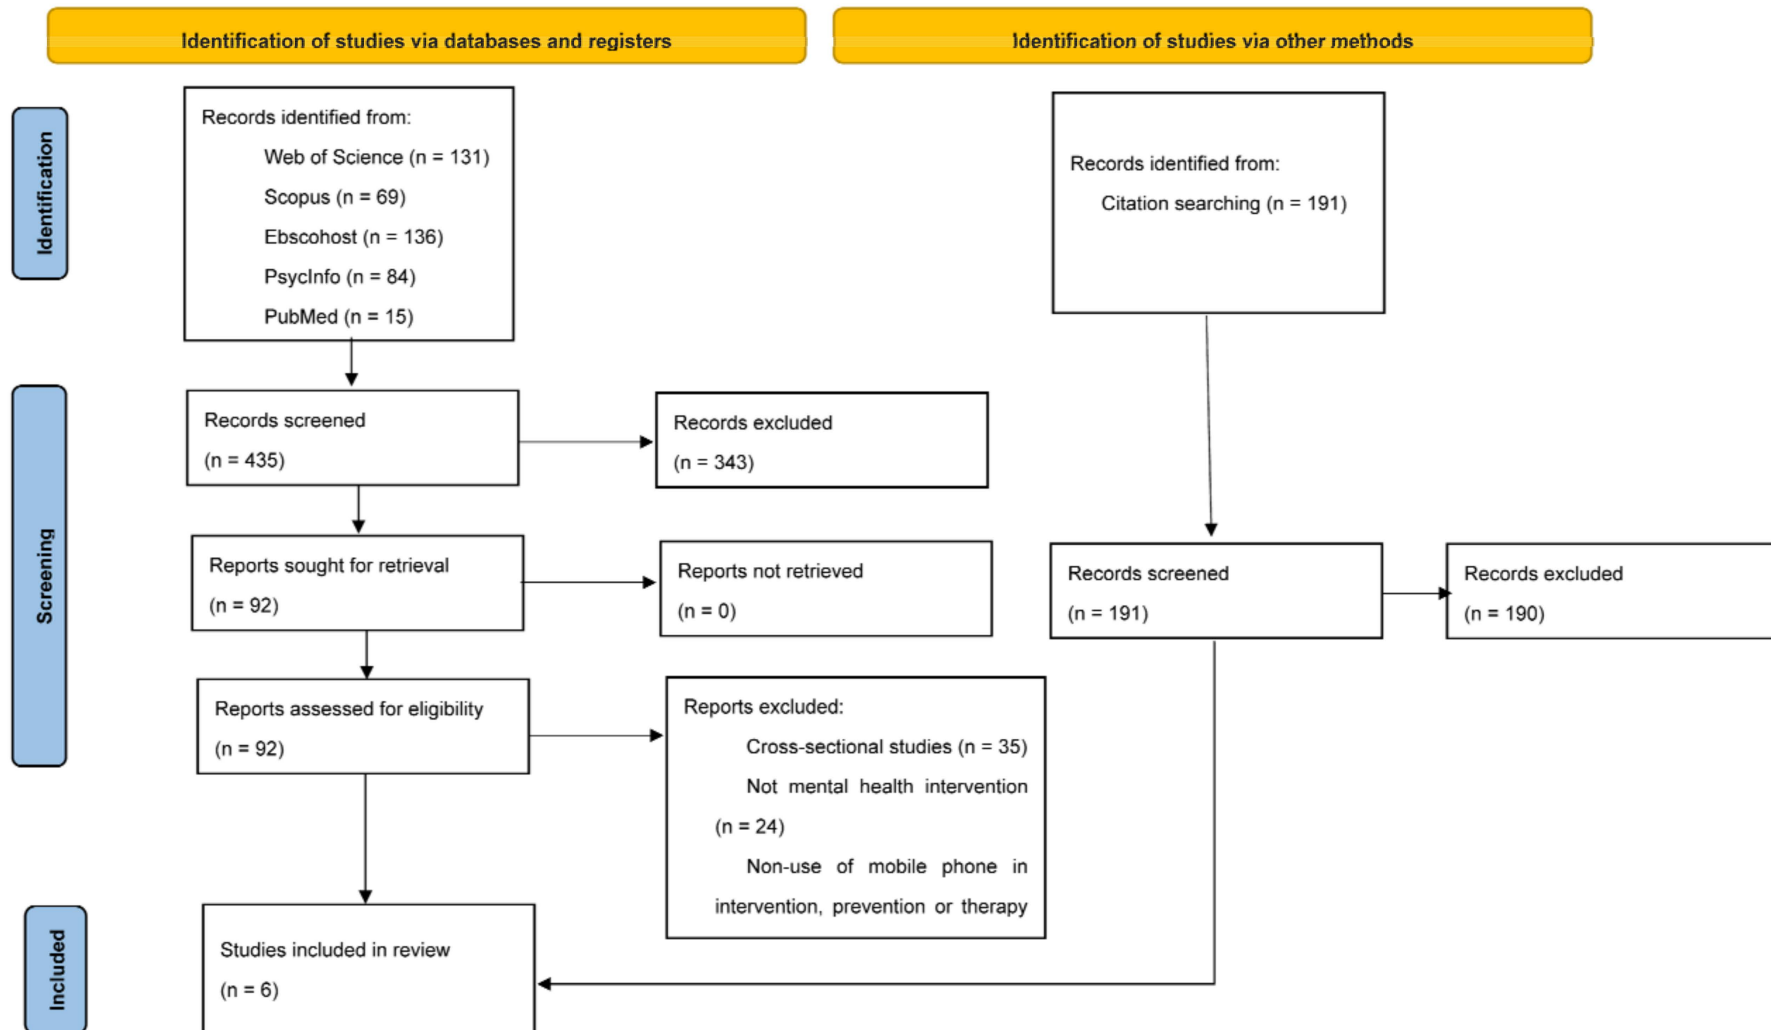 Identification of studies via databases and registers
Identification of studies via other methods
Identification
Records identified from:
Web of Science (n = 131)
Scopus (n = 69)
Ebscohost (n = 136)
PsycInfo (n = 84)
PubMed (n = 15)
Records identified from:
Citation searching (n = 191)
Screening
Records screened
(n = 435)
Records excluded
(n = 343)
Reports sought for retrieval
(n = 92)
Reports not retrieved
(n = 0)
Records screened
(n = 191)
Records excluded
(n = 190)
Reports assessed for eligibility
(n = 92)
Reports excluded:
Cross-sectional studies (n = 35)
Not mental health intervention
(n = 24)
Non-use of mobile phone in
intervention, prevention or therapy
Included
Studies included in review
(n = 6)